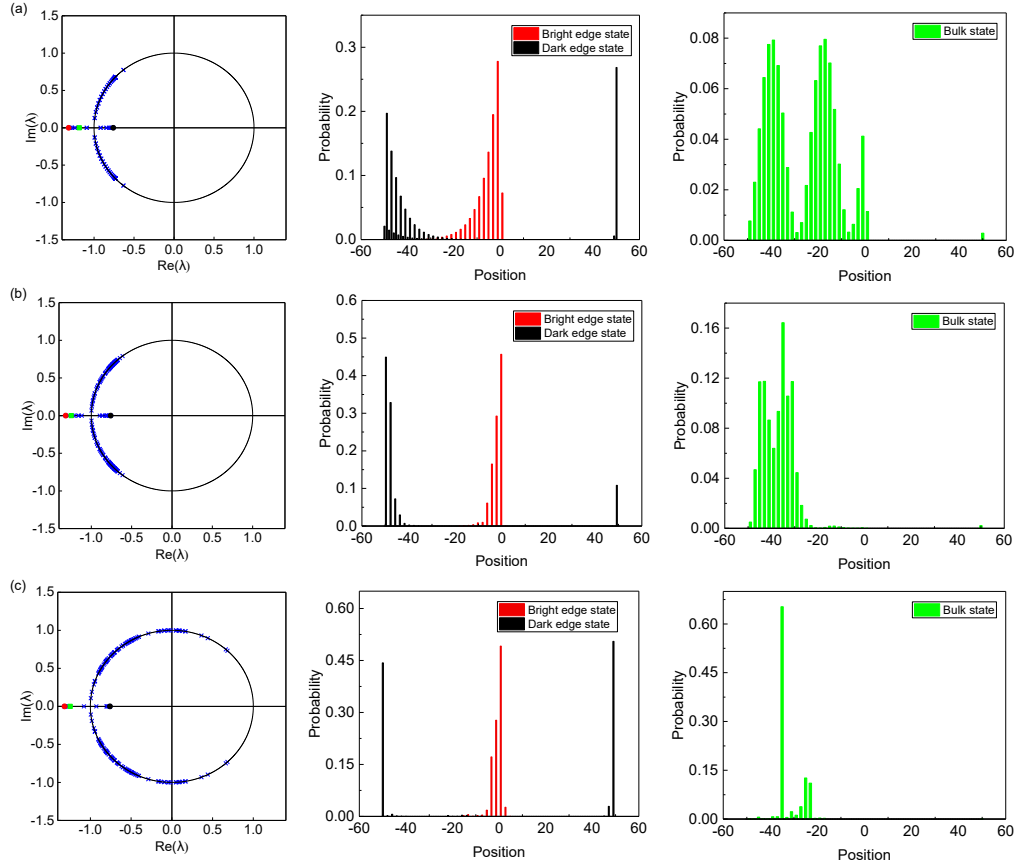 (a)
1.5
1.0
0.5
0.0
-0.5
-1.0
-1.5
Im(λ)
-1.0 -0.5 0.0 0.5 1.0
Re(λ)
0.3
0.2
0.1
0.0
Probability
Bright edge state
Dark edge state
-60 -40 -20 0 20 40 60
Position
0.08
0.06
0.04
0.02
0.00
Probability
Bulk state
-60 -40 -20 0 20 40 60
Position
(b)
1.5
1.0
0.5
0.0
-0.5
-1.0
-1.5
Im(λ)
-1.0 -0.5 0.0 0.5 1.0
Re(λ)
0.6
0.5
0.4
0.3
0.2
0.1
0.0
Probability
Bright edge state
Dark edge state
-60 -40 -20 0 20 40 60
Position
0.16
0.12
0.08
0.04
0.00
Probability
Bulk state
-60 -40 -20 0 20 40 60
Position
(c)
1.5
1.0
0.5
0.0
-0.5
-1.0
-1.5
Im(λ)
-1.0 -0.5 0.0 0.5 1.0
Re(λ)
0.60
0.45
0.30
0.15
0.00
Probability
Bright edge state
Dark edge state
-60 -40 -20 0 20 40 60
Position
0.60
0.45
0.30
0.15
0.00
Probability
Bulk state
-60 -40 -20 0 20 40 60
Position